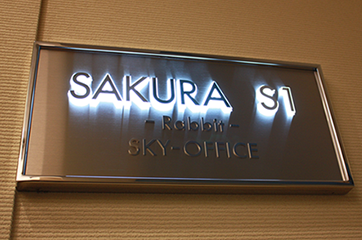 SAKURA S1
- Rabbit -
SKY-OFFICE